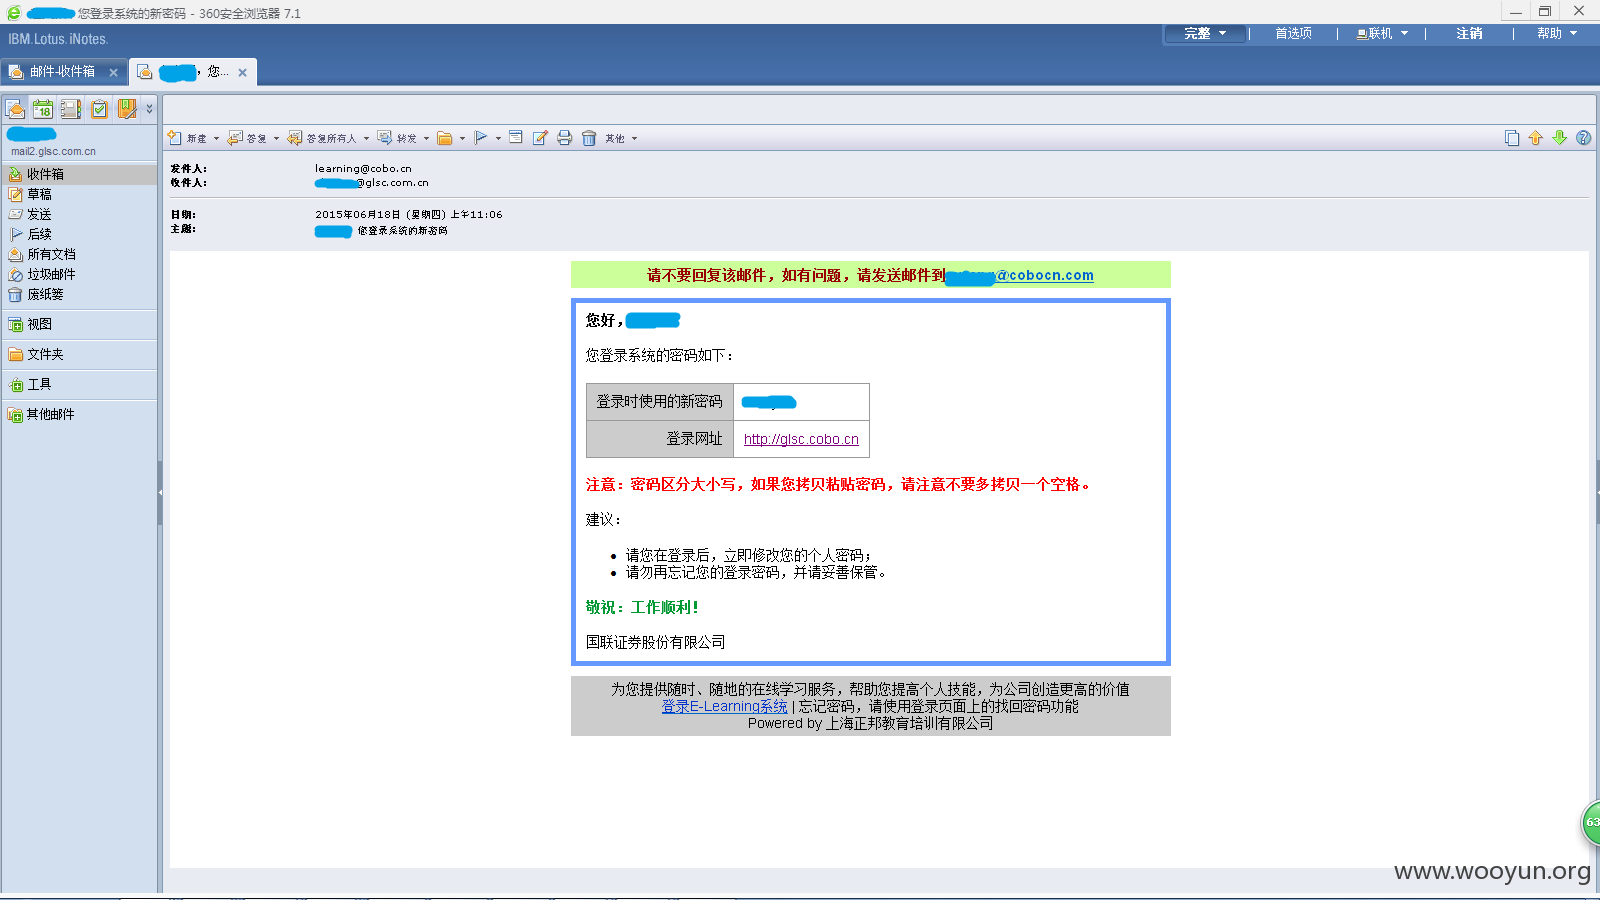 您登录系统的新密码 - 360安全浏览器 7.1
IBM.Lotus.iNotes.
完整 | 首选项 | 联机 | 注销 | 帮助
邮件-收件箱
,您...
18
mail2.glsc.com.cn
收件箱
草稿
发送
后续
所有文档
垃圾邮件
废纸篓
视图
文件夹
工具
其他邮件
新建 答复 答复所有人 转发 其他
发件人: learning@cobo.cn
收件人: @glsc.com.cn
日期: 2015年06月18日 (星期四) 上午11:06
主题: 您登录系统的新密码
请不要回复该邮件，如有问题，请发送邮件到 @cobocn.com
您好，
您登录系统的密码如下：
登录时使用的新密码
登录网址 http://glsc.cobo.cn
注意：密码区分大小写，如果您拷贝粘贴密码，请注意不要多拷贝一个空格。
建议：
• 请您在登录后，立即修改您的个人密码；
• 请勿再忘记您的登录密码，并请妥善保管。
敬祝：工作顺利！
国联证券股份有限公司
为您提供随时、随地的在线学习服务，帮助您提高个人技能，为公司创造更高的价值
登录E-Learning系统 | 忘记密码，请使用登录页面上的找回密码功能
Powered by 上海正邦教育培训有限公司
63
www.wooyun.org